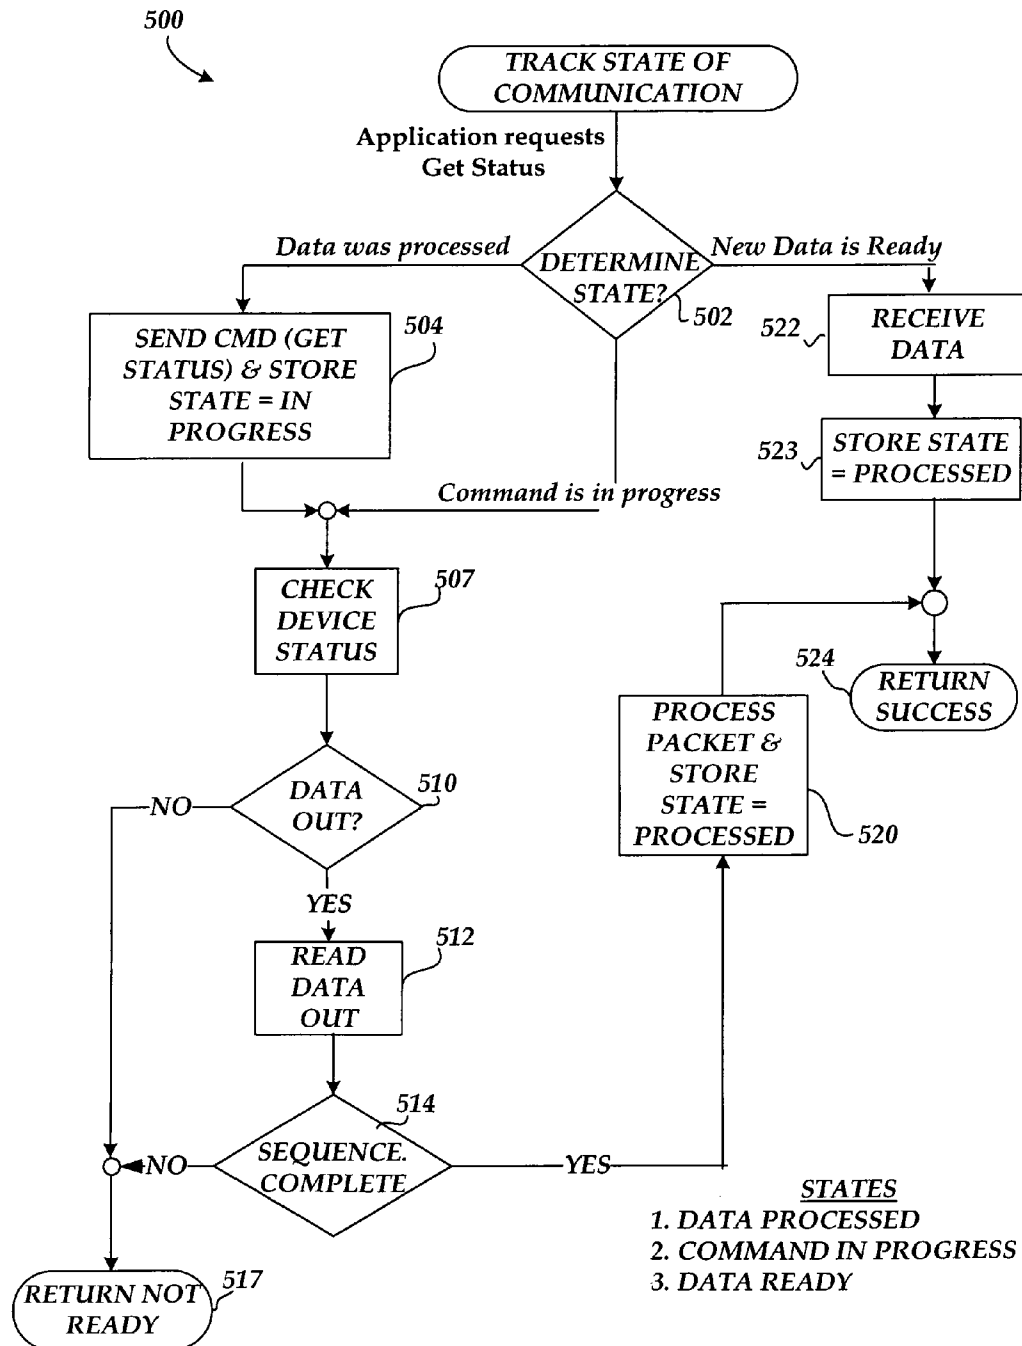 500
TRACK STATE OF
COMMUNICATION
Application requests
Get Status
Data was processed
New Data is Ready
DETERMINE
STATE?
502
SEND CMD (GET
STATUS) & STORE
STATE = IN
PROGRESS
504
522
RECEIVE
DATA
523
STORE STATE
= PROCESSED
Command is in progress
CHECK
DEVICE
STATUS
507
524
RETURN
SUCCESS
PROCESS
PACKET &
STORE
STATE =
PROCESSED
520
DATA
OUT?
510
NO
YES
READ
DATA
OUT
512
SEQUENCE.
COMPLETE
514
NO
YES
STATES
1. DATA PROCESSED
2. COMMAND IN PROGRESS
3. DATA READY
RETURN NOT
READY
517